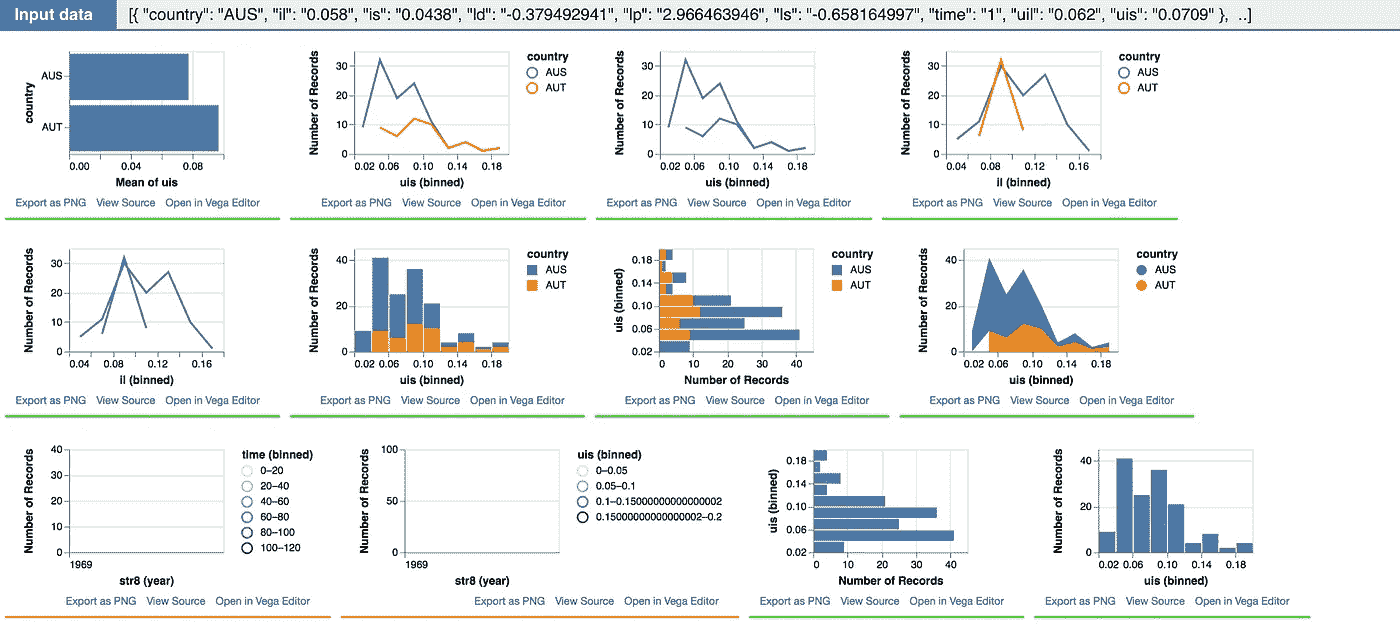 Input data [{ "country": "AUS", "il": "0.058", "is": "0.0438", "ld": "-0.379492941", "lp": "2.966463946", "ls": "-0.658164997", "time": "1", "uil": "0.062", "uis": "0.0709" }, ..]
country
AUS
AUT
0.00 0.04 0.08
Mean of uis
Export as PNG View Source Open in Vega Editor
Number of Records
30
20
10
0
0.02 0.06 0.10 0.14 0.18
uis (binned)
country
AUS
AUT
Export as PNG View Source Open in Vega Editor
Number of Records
30
20
10
0
0.02 0.06 0.10 0.14 0.18
uis (binned)
Export as PNG View Source Open in Vega Editor
Number of Records
30
20
10
0
0.04 0.08 0.12 0.16
il (binned)
country
AUS
AUT
Export as PNG View Source Open in Vega Editor
Number of Records
30
20
10
0
0.04 0.08 0.12 0.16
il (binned)
Export as PNG View Source Open in Vega Editor
Number of Records
40
20
0
0.02 0.06 0.10 0.14 0.18
uis (binned)
country
AUS
AUT
Export as PNG View Source Open in Vega Editor
uis (binned)
0.18
0.14
0.10
0.06
0.02
0 10 20 30 40
Number of Records
country
AUS
AUT
Export as PNG View Source Open in Vega Editor
Number of Records
40
20
0
0.02 0.06 0.10 0.14 0.18
uis (binned)
country
AUS
AUT
Export as PNG View Source Open in Vega Editor
Number of Records
40
30
20
10
0
1969
str8 (year)
time (binned)
0–20
20–40
40–60
60–80
80–100
100–120
Export as PNG View Source Open in Vega Editor
Number of Records
100
50
0
1969
str8 (year)
uis (binned)
0–0.05
0.05–0.1
0.1–0.15000000000000002
0.15000000000000002–0.2
Export as PNG View Source Open in Vega Editor
uis (binned)
0.18
0.14
0.10
0.06
0.02
0 10 20 30 40
Number of Records
Export as PNG View Source Open in Vega Editor
Number of Records
40
20
0
0.02 0.06 0.10 0.14 0.18
uis (binned)
Export as PNG View Source Open in Vega Editor